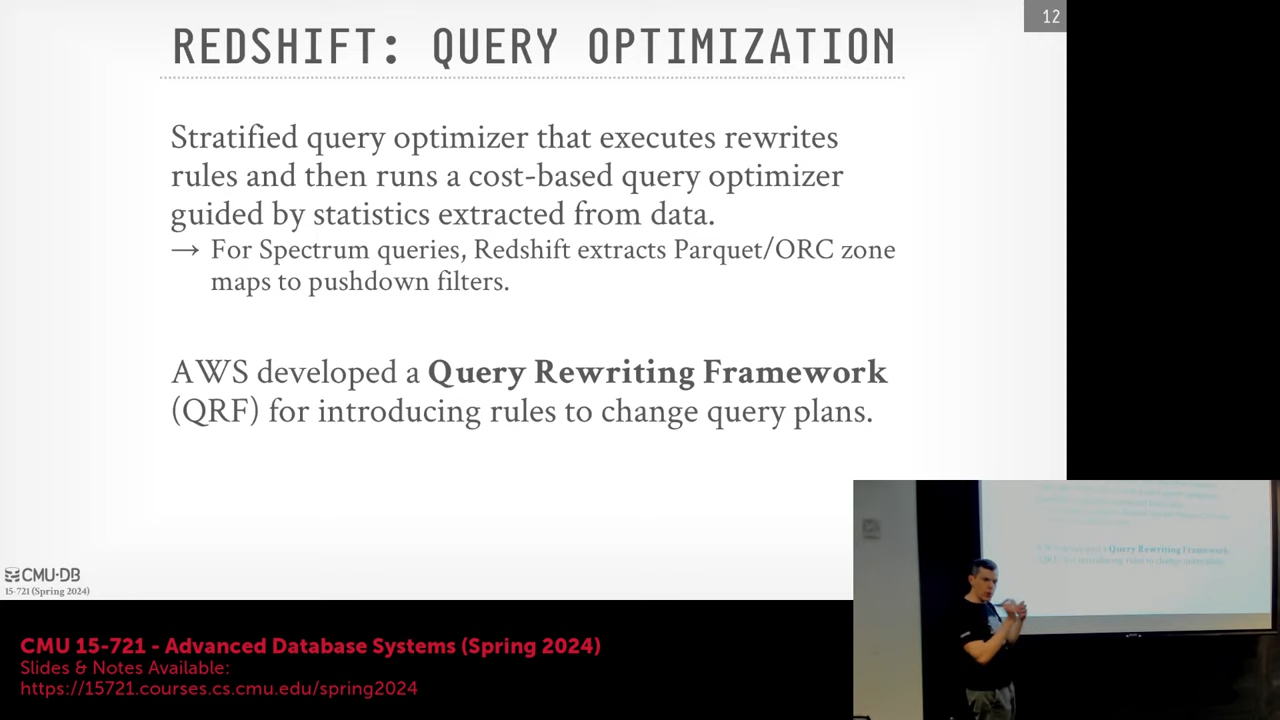 12
REDSHIFT: QUERY OPTIMIZATION
Stratified query optimizer that executes rewrites
rules and then runs a cost-based query optimizer
guided by statistics extracted from data.
→ For Spectrum queries, Redshift extracts Parquet/ORC zone
maps to pushdown filters.
AWS developed a Query Rewriting Framework
(QRF) for introducing rules to change query plans.
CMU·DB
15-721 (Spring 2024)
Query Rewriting Framework
CMU 15-721 - Advanced Database Systems (Spring 2024)
Slides & Notes Available:
https://15721.courses.cs.cmu.edu/spring2024